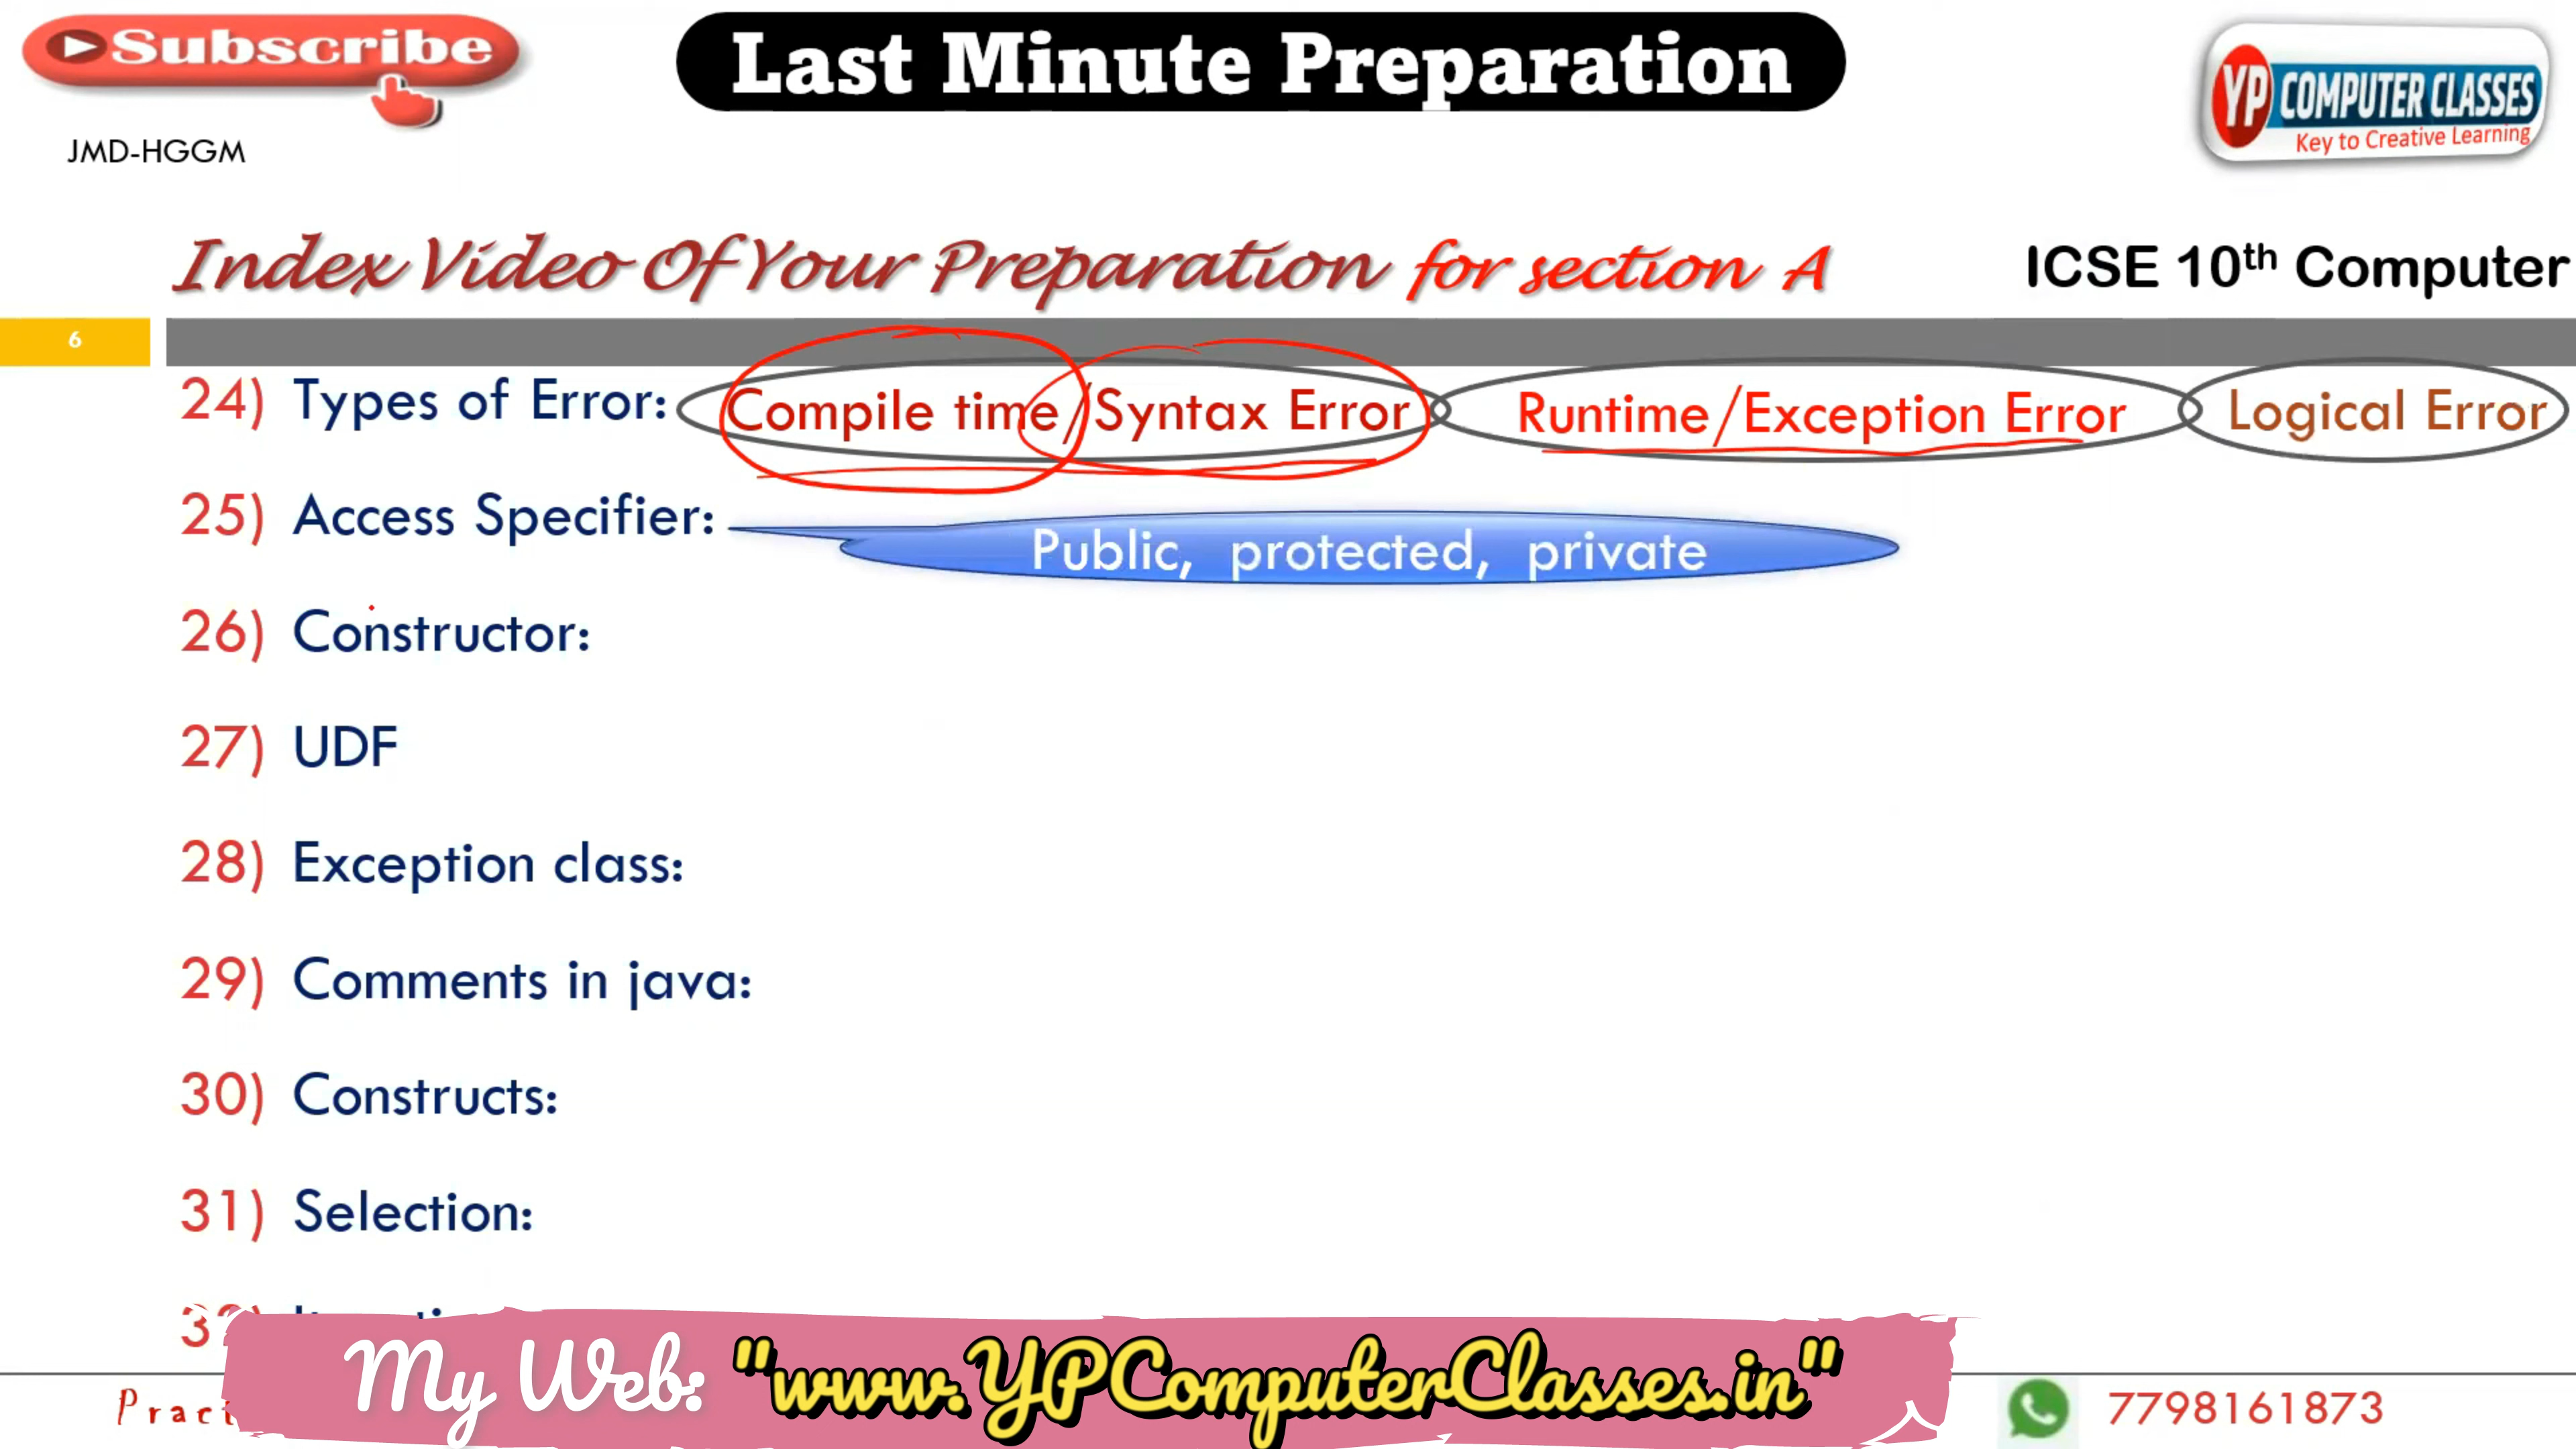 Subscribe
Last Minute Preparation
YP COMPUTER CLASSES
Key to Creative Learning
JMD-HGGM
Index Video Of Your Preparation for section A
ICSE 10th Computer
6
24) Types of Error: Compile time/Syntax Error Runtime/Exception Error Logical Error
25) Access Specifier: Public, protected, private
26) Constructor:
27) UDF
28) Exception class:
29) Comments in java:
30) Constructs:
31) Selection:
My Web: "www.YPComputerClasses.in"
7798161873